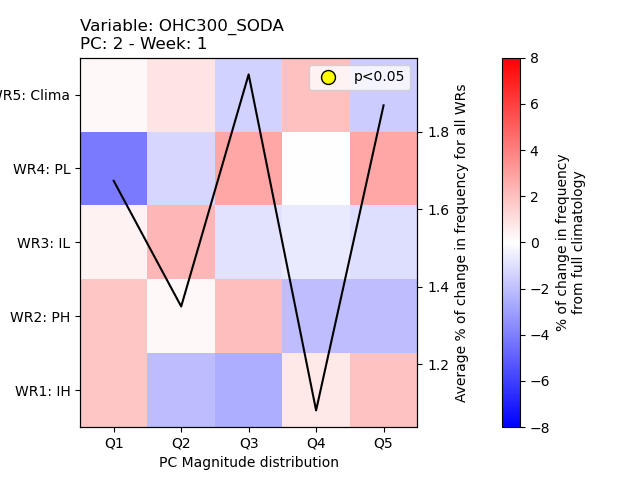 Variable: OHC300_SODA
PC: 2 - Week: 1
p<0.05
WR5: Clima
WR4: PL
WR3: IL
WR2: PH
WR1: IH
Q1 Q2 Q3 Q4 Q5
PC Magnitude distribution
1.8
1.6
1.4
1.2
Average % of change in frequency for all WRs
8
6
4
2
0
−2
−4
−6
−8
% of change in frequency
from full climatology